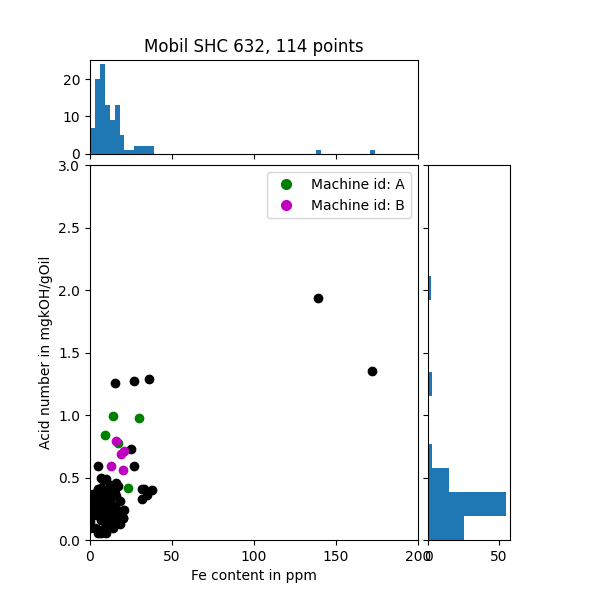 Mobil SHC 632, 114 points
20
10
0
3.0
2.5
2.0
1.5
1.0
0.5
0.0
Acid number in mgkOH/gOil
Machine id: A
Machine id: B
0 50 100 150 200
0 50
Fe content in ppm